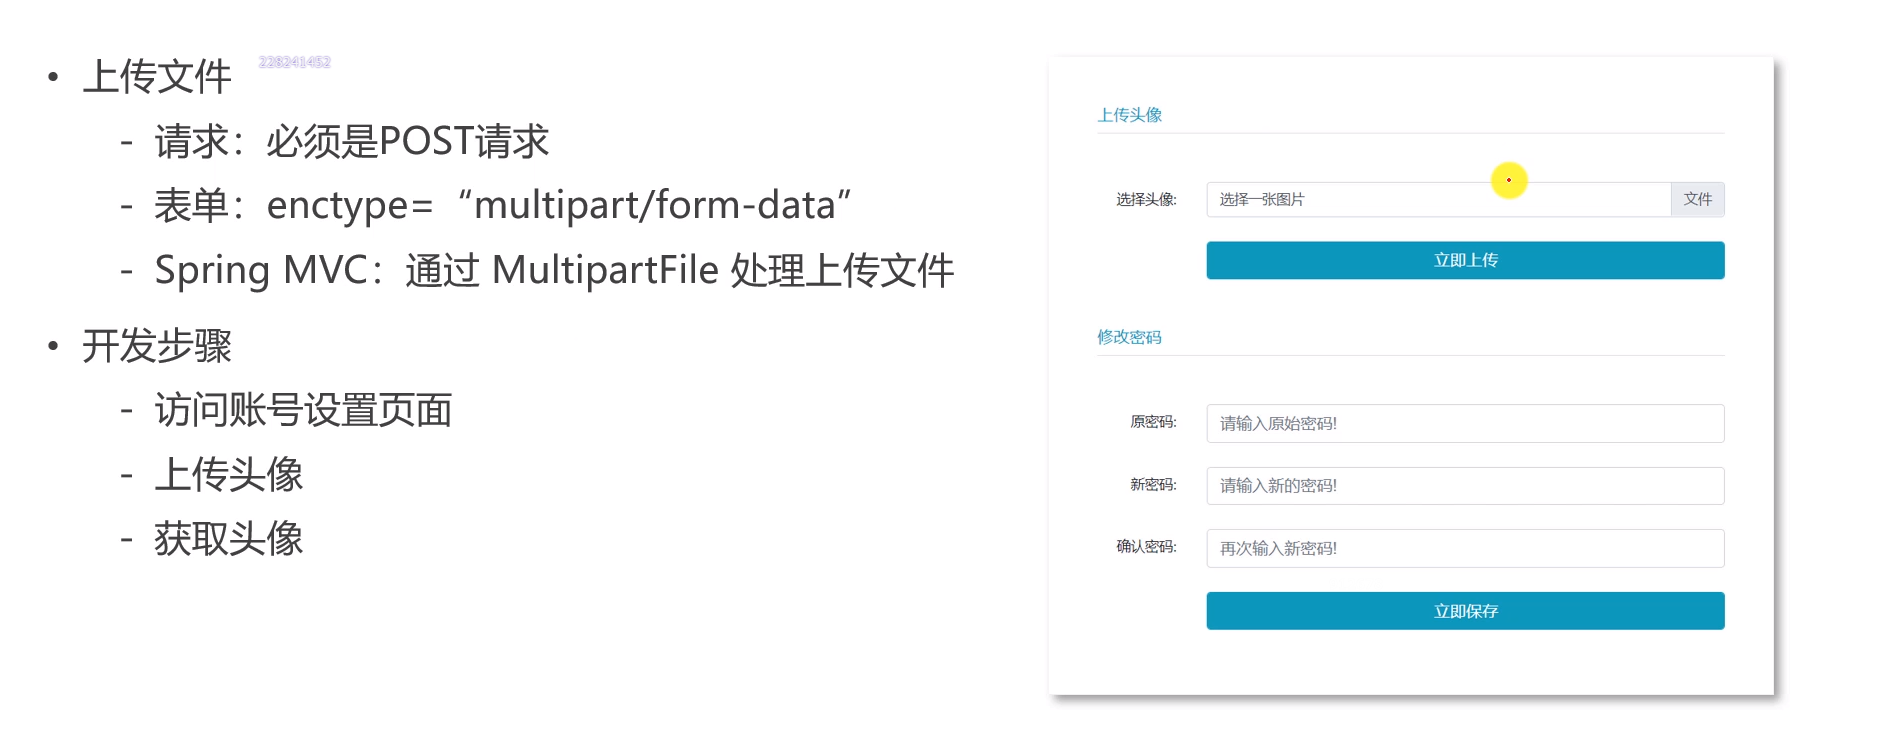 • 上传文件
228241452
- 请求：必须是POST请求
- 表单：enctype=“multipart/form-data”
- Spring MVC：通过 MultipartFile 处理上传文件
• 开发步骤
- 访问账号设置页面
- 上传头像
- 获取头像
上传头像
选择头像: 选择一张图片 文件
立即上传
修改密码
原密码: 请输入原始密码!
新密码: 请输入新的密码!
确认密码: 再次输入新密码!
立即保存